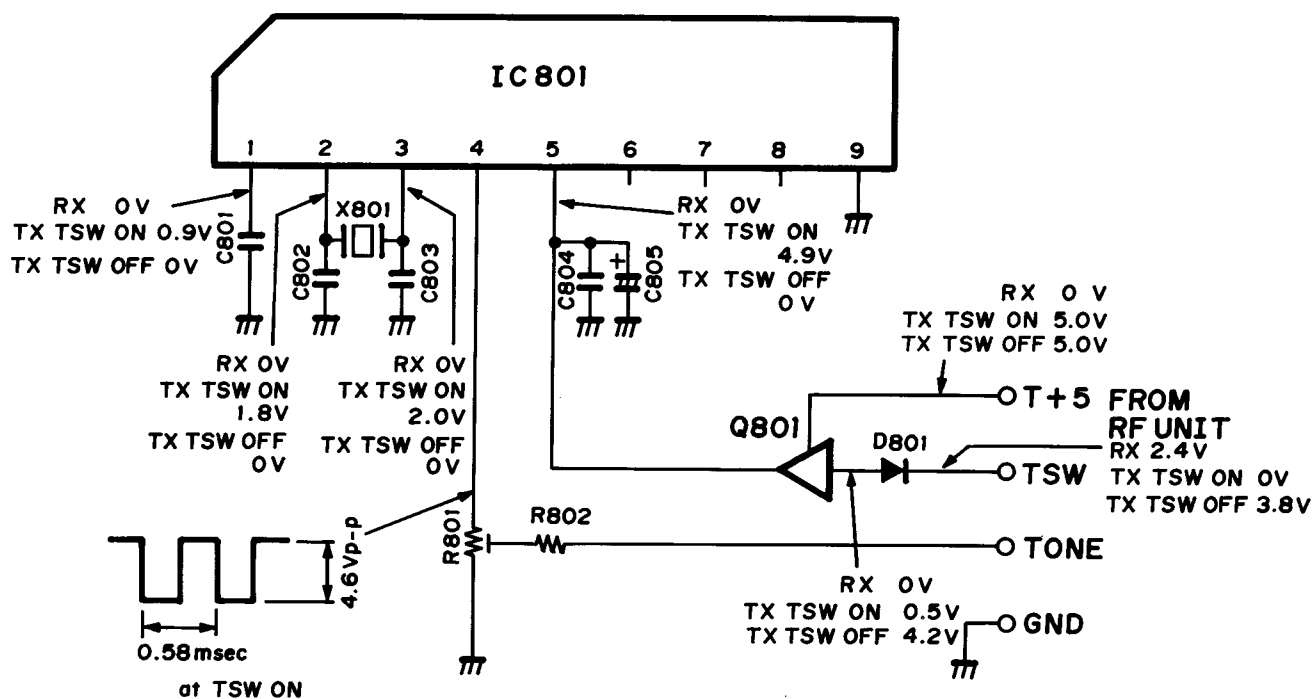 IC801
1 2 3 4 5 6 7 8 9
RX 0V
TX TSW ON 0.9V
TX TSW OFF 0V
C801
C802
X801
C803
RX 0V
TX TSW ON
1.8V
TX TSW OFF
0V
RX 0V
TX TSW ON
2.0V
TX TSW OFF
0V
RX 0V
TX TSW ON
4.9V
TX TSW OFF
0V
C804
+
C805
RX 0 V
TX TSW ON 5.0V
TX TSW OFF 5.0V
T+5 FROM
RF UNIT
Q801
D801
RX 2.4V
TSW
TX TSW ON 0V
TX TSW OFF 3.8V
R801
R802
TONE
RX 0V
TX TSW ON 0.5V
TX TSW OFF 4.2V
GND
4.6Vp-p
0.58msec
at TSW ON